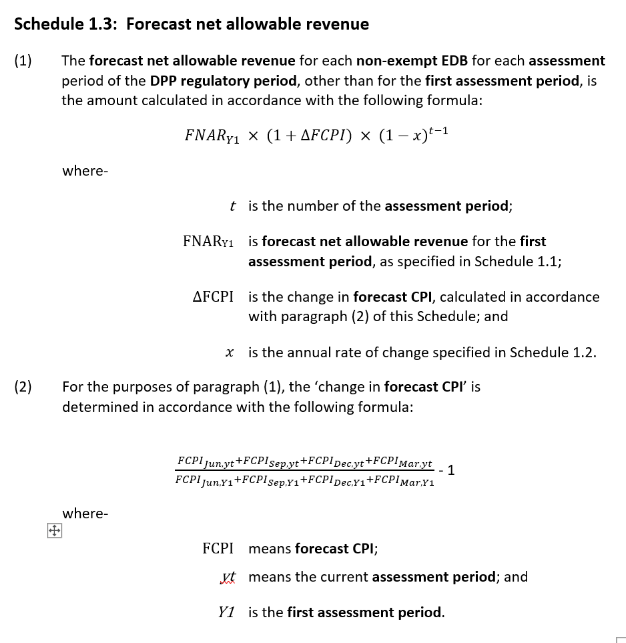 Schedule 1.3: Forecast net allowable revenue
(1) The forecast net allowable revenue for each non-exempt EDB for each assessment
period of the DPP regulatory period, other than for the first assessment period, is
the amount calculated in accordance with the following formula:
FNAR_{Y1} × (1 + ΔFCPI) × (1 − x)^{t−1}
where-
t is the number of the assessment period;
FNAR_{Y1} is forecast net allowable revenue for the first
assessment period, as specified in Schedule 1.1;
ΔFCPI is the change in forecast CPI, calculated in accordance
with paragraph (2) of this Schedule; and
x is the annual rate of change specified in Schedule 1.2.
(2) For the purposes of paragraph (1), the ‘change in forecast CPI’ is
determined in accordance with the following formula:
FCPI_{Jun,yt}+FCPI_{Sep,yt}+FCPI_{Dec,yt}+FCPI_{Mar,yt}
FCPI_{Jun,Y1}+FCPI_{Sep,Y1}+FCPI_{Dec,Y1}+FCPI_{Mar,Y1} - 1
where-
FCPI means forecast CPI;
yt means the current assessment period; and
Y1 is the first assessment period.